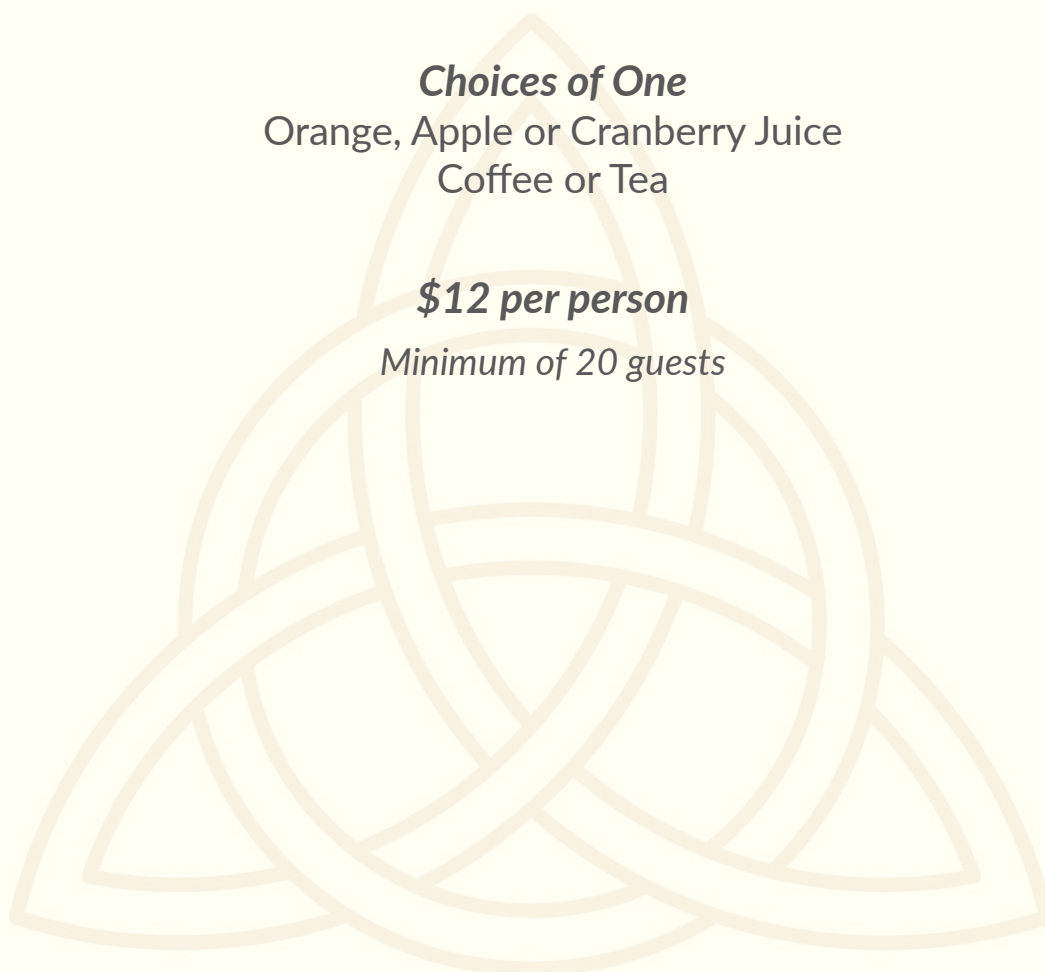 Choices of One
Orange, Apple or Cranberry Juice
Coffee or Tea
$12 per person
Minimum of 20 guests